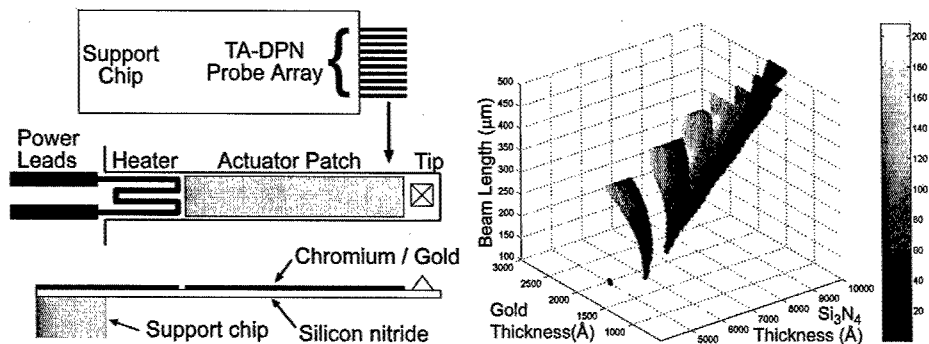 Support
Chip
TA-DPN
Probe Array
Power
Leads
Heater
Actuator Patch
Tip
Chromium / Gold
Support chip
Silicon nitride
Beam Length (μm)
500
450
400
350
300
250
200
150
100
3000
2500
2000
1500
1000
Gold
Thickness(Å)
5000
6000
7000
8000
9000
10000
Si₃N₄
Thickness (Å)
200
180
160
140
120
100
80
60
40
20